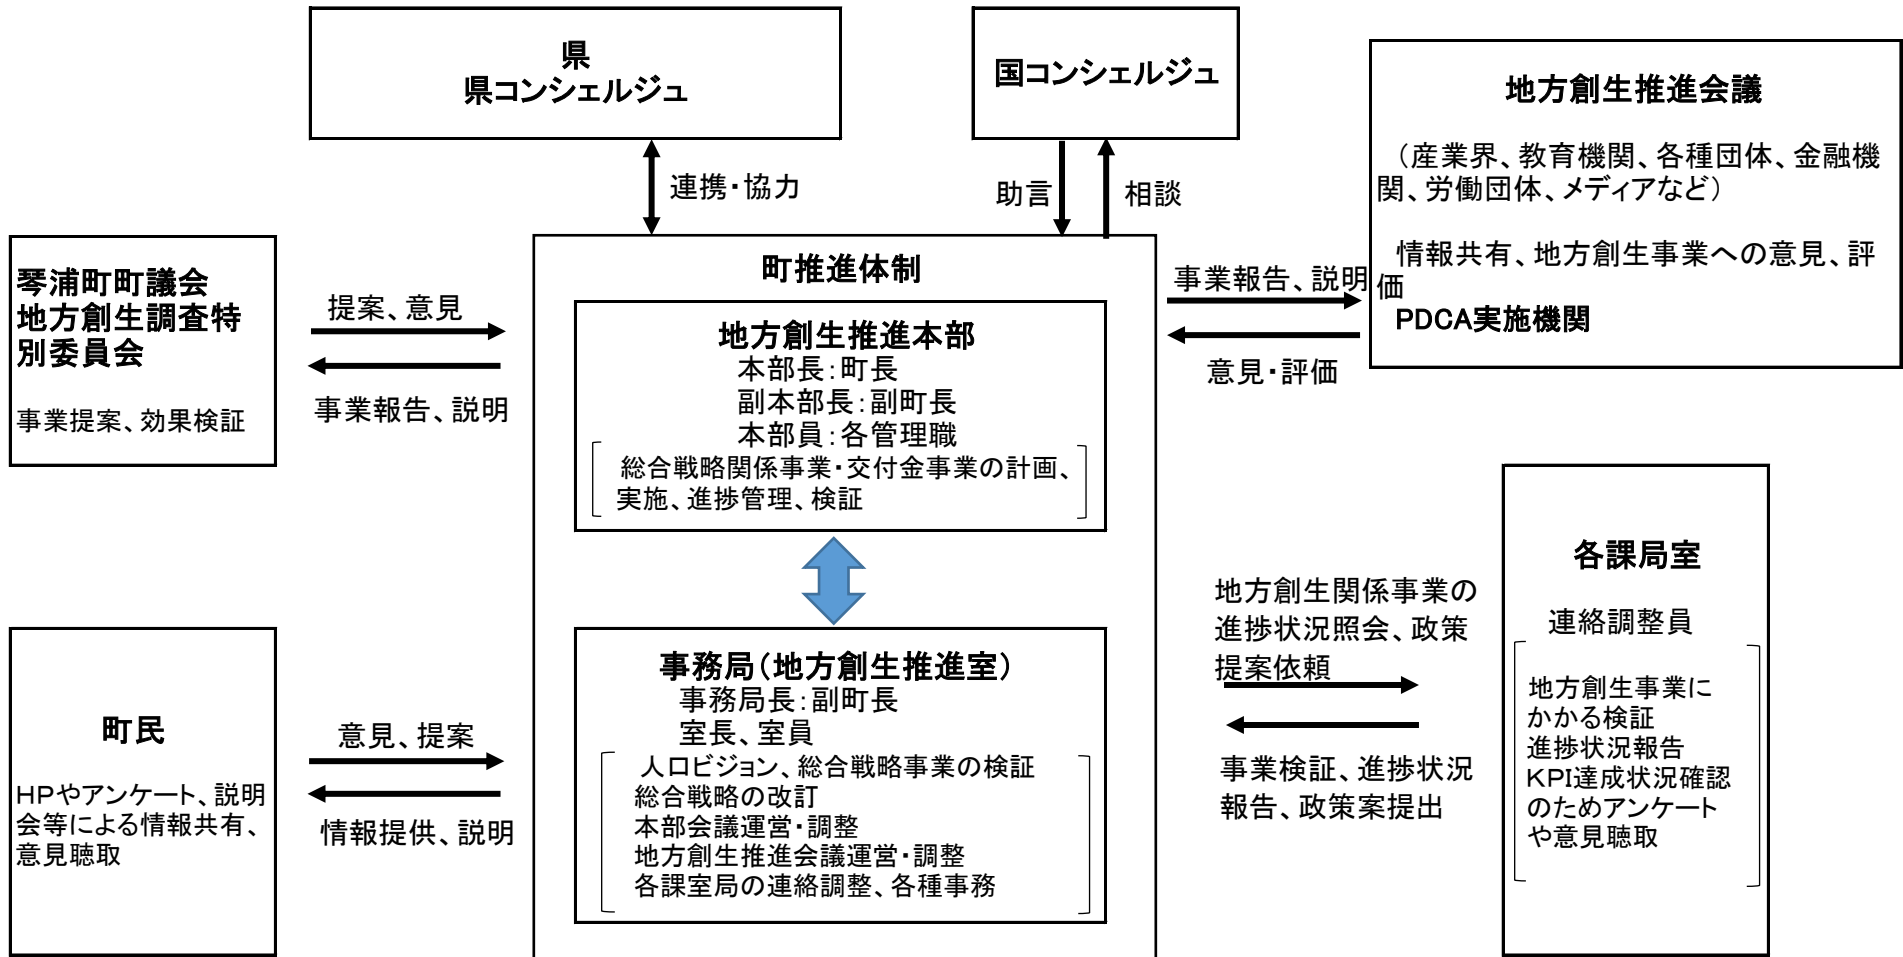 県
県コンシェルジュ
国コンシェルジュ
地方創生推進会議
（産業界、教育機関、各種団体、金融機
関、労働団体、メディアなど）
情報共有、地方創生事業への意見、評
価
PDCA実施機関
連携・協力
助言
相談
琴浦町町議会
地方創生調査特
別委員会
事業提案、効果検証
提案、意見
事業報告、説明
町推進体制
地方創生推進本部
本部長：町長
副本部長：副町長
本部員：各管理職
総合戦略関係事業・交付金事業の計画、
実施、進捗管理、検証
事業報告、説明
意見・評価
事務局（地方創生推進室）
事務局長：副町長
室長、室員
人口ビジョン、総合戦略事業の検証
総合戦略の改訂
本部会議運営・調整
地方創生推進会議運営・調整
各課室局の連絡調整、各種事務
町民
HPやアンケート、説明
会等による情報共有、
意見聴取
意見、提案
情報提供、説明
地方創生関係事業の
進捗状況照会、政策
提案依頼
事業検証、進捗状況
報告、政策案提出
各課局室
連絡調整員
地方創生事業に
かかる検証
進捗状況報告
KPI達成状況確認
のためアンケート
や意見聴取